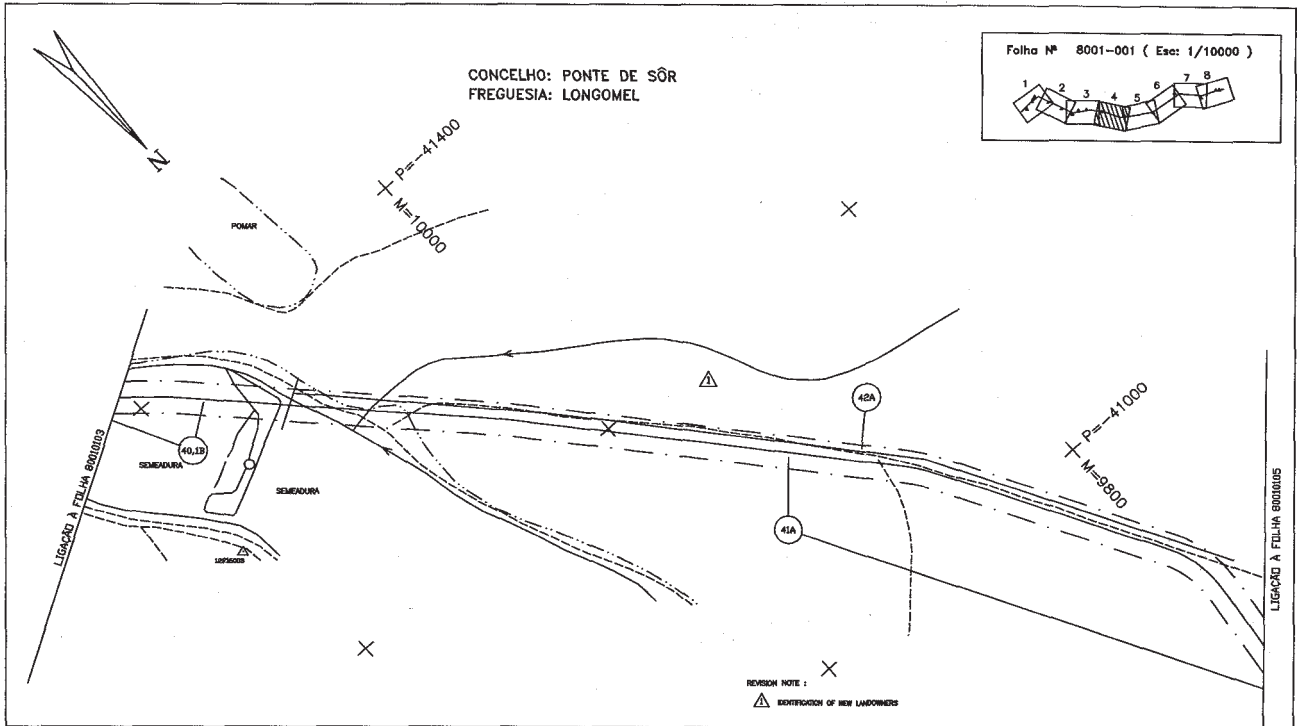 CONCELHO: PONTE DE SÔR
FREGUESIA: LONGOMEL
Folha Nº 8001-001 ( Esc: 1/10000 )
1 2 3 4 5 6 7 8
N
P=-41400
M=10000
POMAR
1
42A
P=-41000
M=9800
40,1B
SEMEADURA
SEMEADURA
41A
LIGAÇÃO À FOLHA 80010103
LIGAÇÃO À FOLHA 80010105
REVISION NOTE :
1 IDENTIFICATION OF NEW LANDOWNERS